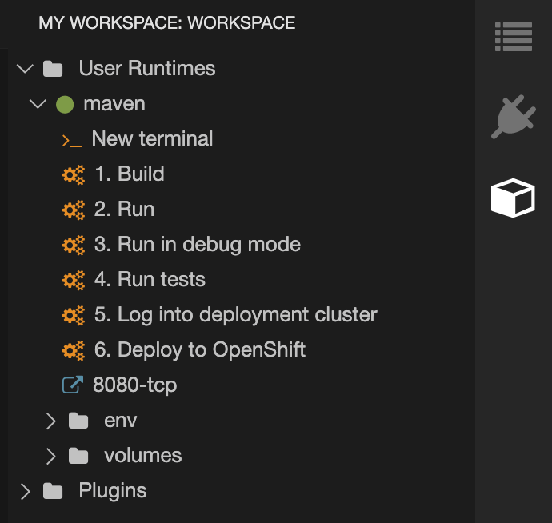 MY WORKSPACE: WORKSPACE
User Runtimes
maven
New terminal
1. Build
2. Run
3. Run in debug mode
4. Run tests
5. Log into deployment cluster
6. Deploy to OpenShift
8080-tcp
env
volumes
Plugins